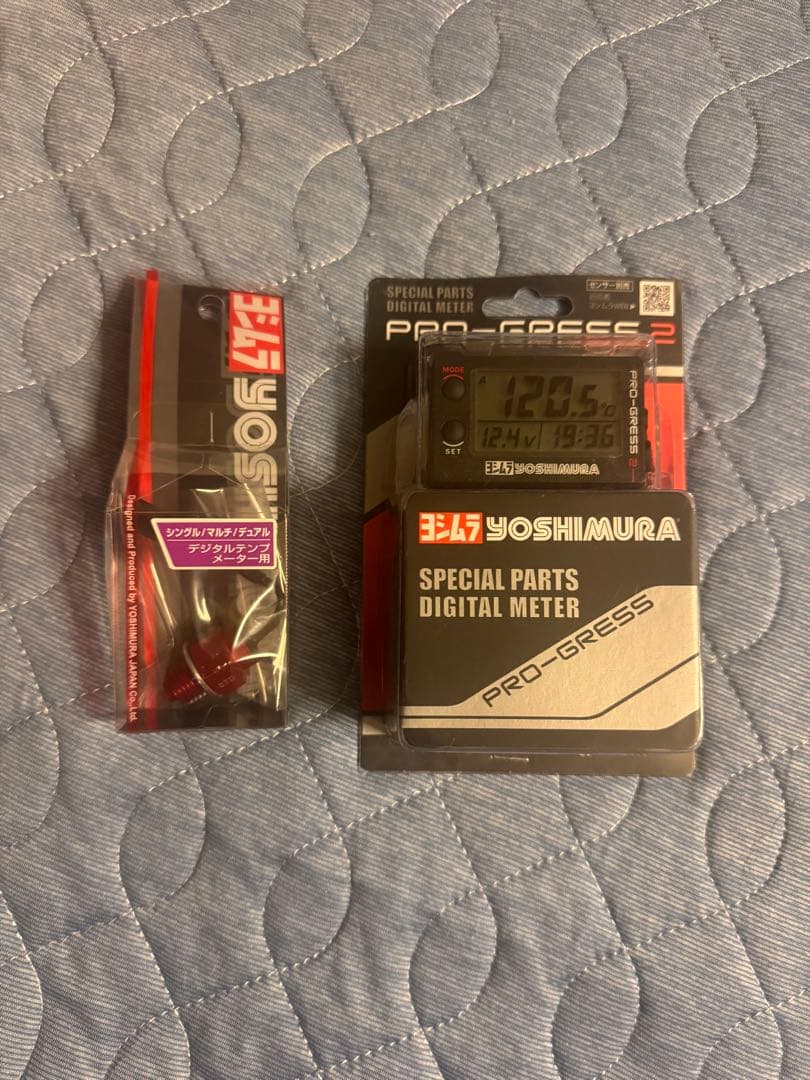 ヨシムラ
YOSHIMURA
シングル/マルチ/デュアル
デジタルテンプ
メーター用
Designed and Produced by YOSHIMURA JAPAN Co., Ltd.
SPECIAL PARTS
DIGITAL METER
センサー別売
PRO-GRESS 2
MODE
SET
120.5℃
12.4V 19:36
ヨシムラ YOSHIMURA
PRO-GRESS 2
ヨシムラ YOSHIMURA
SPECIAL PARTS
DIGITAL METER
PRO-GRESS